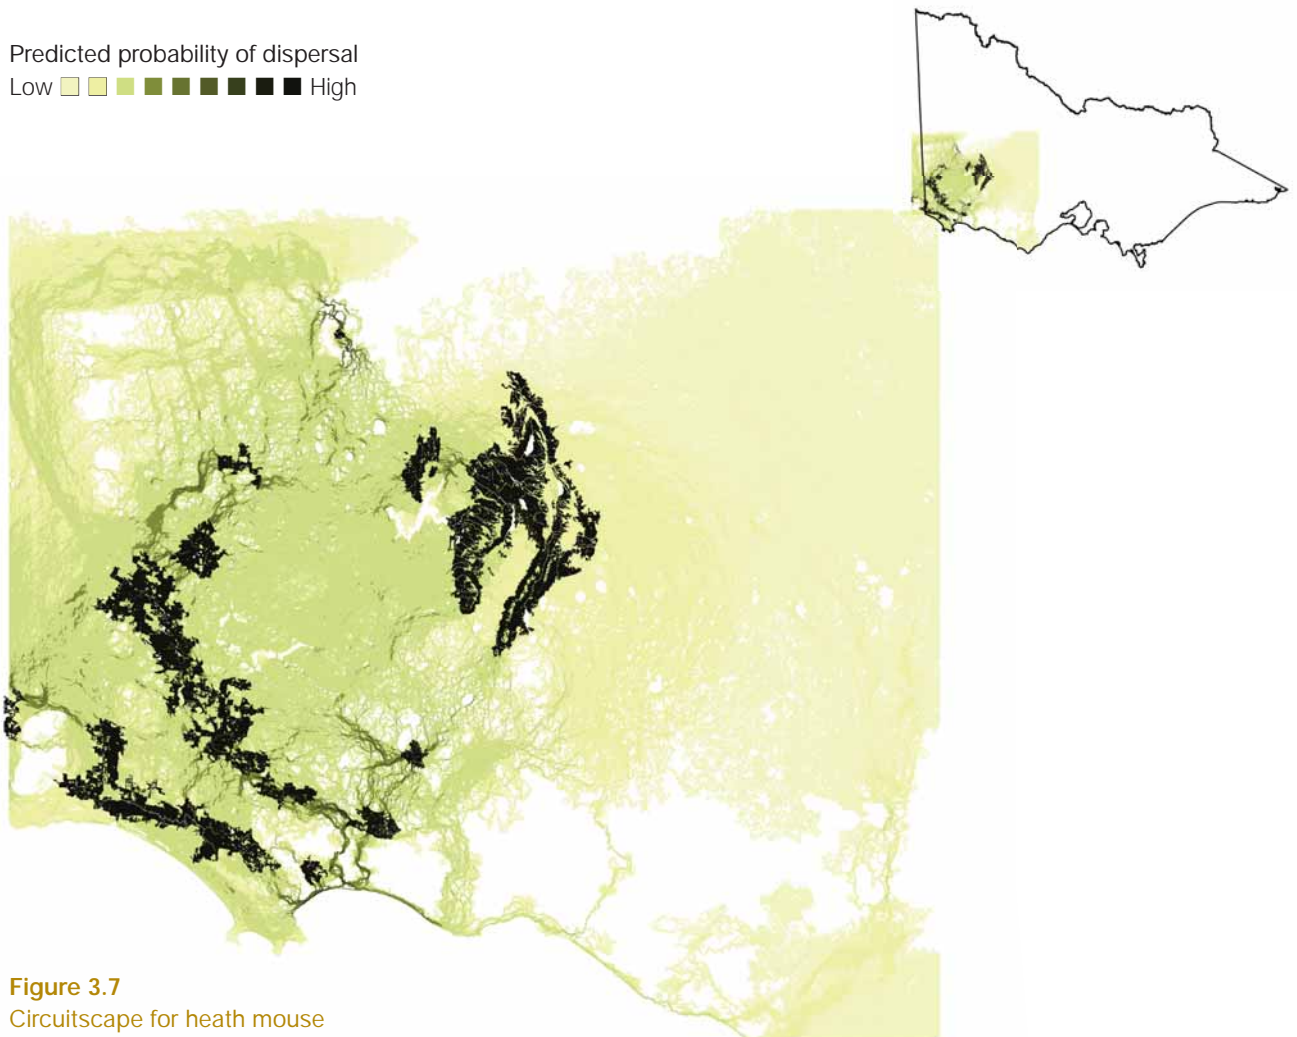 Predicted probability of dispersal
Low High
Figure 3.7
Circuitscape for heath mouse